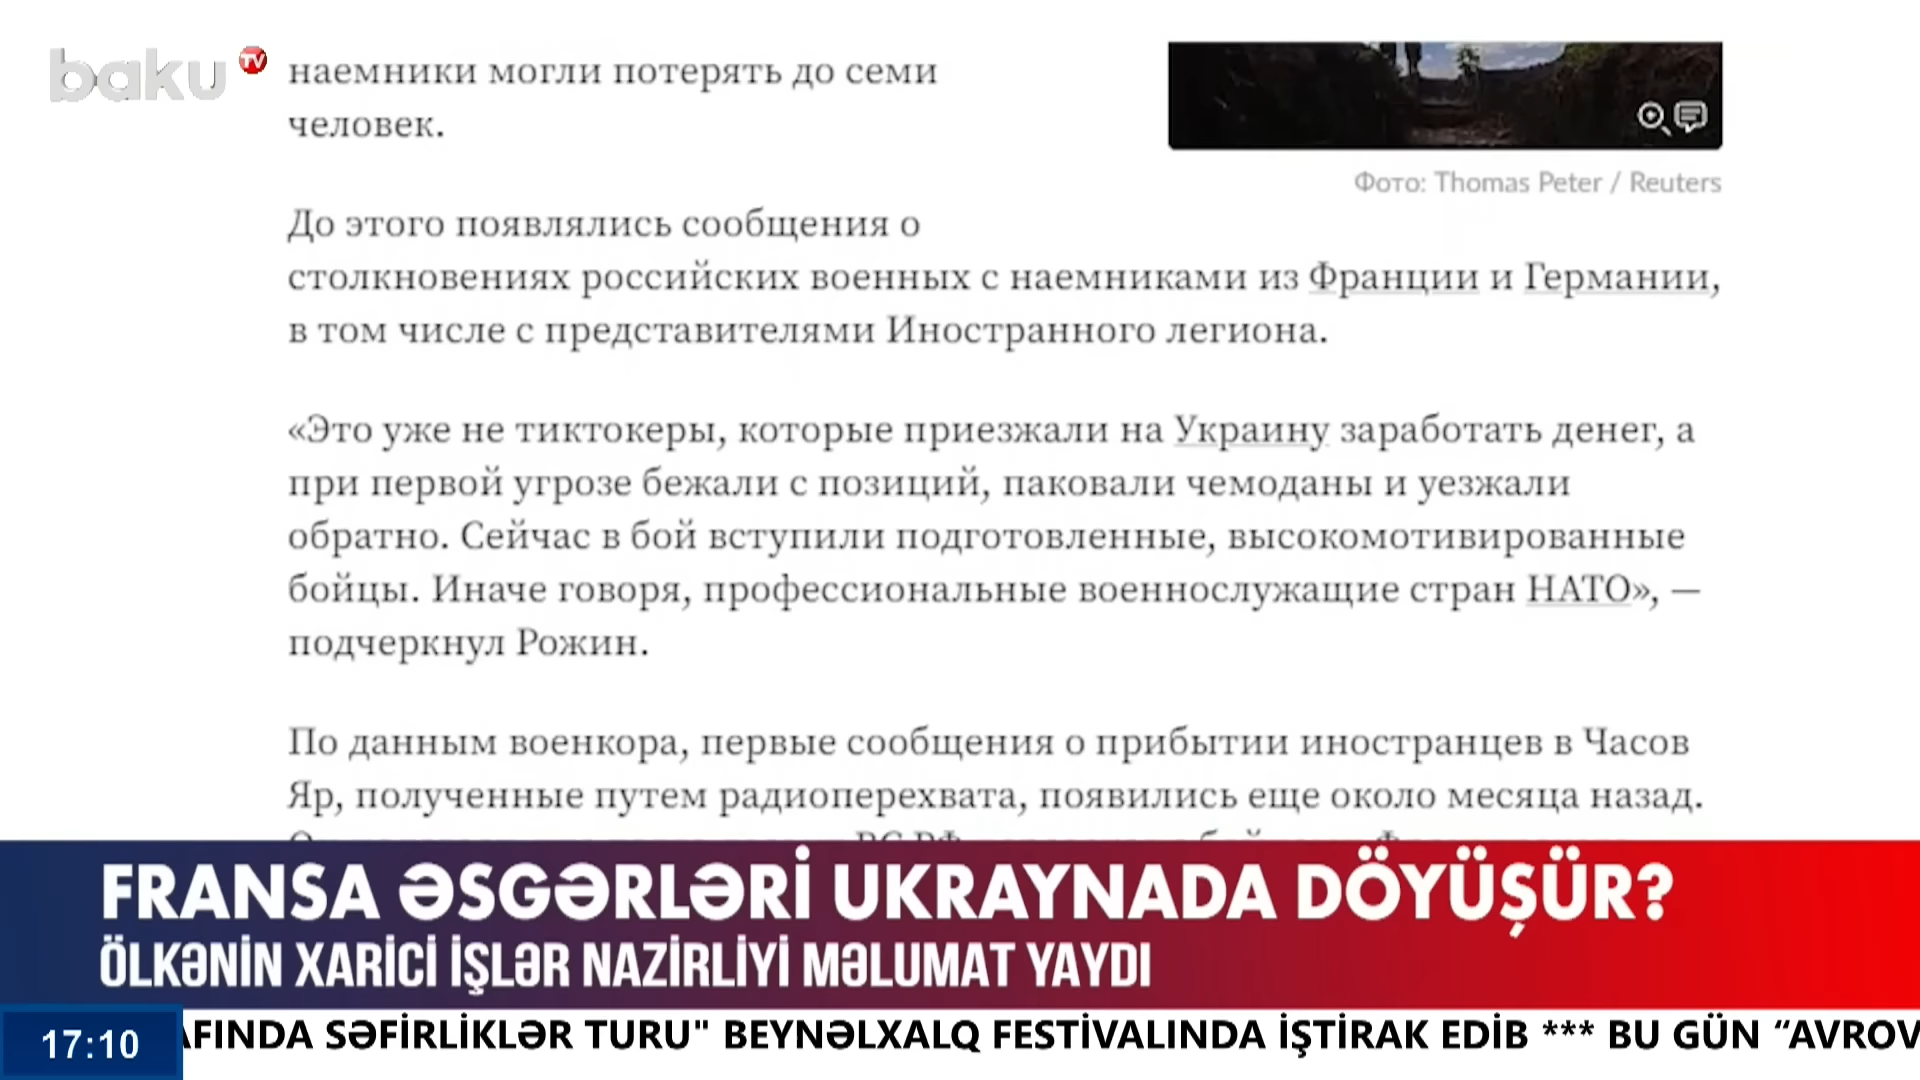 baku TV
наемники могли потерять до семи
человек.
Фото: Thomas Peter / Reuters
До этого появлялись сообщения о
столкновениях российских военных с наемниками из Франции и Германии,
в том числе с представителями Иностранного легиона.
«Это уже не тиктокеры, которые приезжали на Украину заработать денег, а
при первой угрозе бежали с позиций, паковали чемоданы и уезжали
обратно. Сейчас в бой вступили подготовленные, высокомотивированные
бойцы. Иначе говоря, профессиональные военнослужащие стран НАТО», —
подчеркнул Рожин.
По данным военкора, первые сообщения о прибытии иностранцев в Часов
Яр, полученные путем радиоперехвата, появились еще около месяца назад.
FRANSA ƏSGƏRLƏRİ UKRAYNADA DÖYÜŞÜR?
ÖLKƏNİN XARİCİ İŞLƏR NAZİRLİYİ MƏLUMAT YAYDI
17:10
AFINDA SƏFİRLİKLƏR TURU" BEYNƏLXALQ FESTİVALINDA İŞTİRAK EDİB *** BU GÜN “AVROV